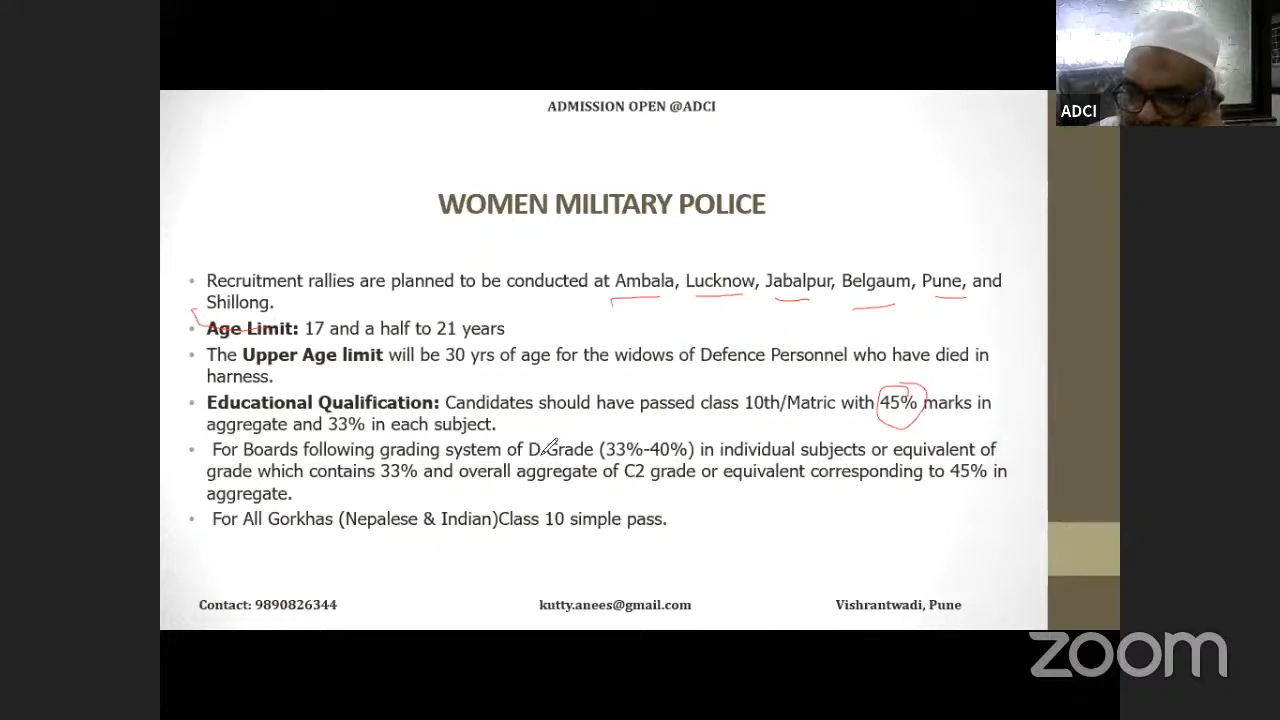 ADMISSION OPEN @ADCI
ADCI
WOMEN MILITARY POLICE
• Recruitment rallies are planned to be conducted at Ambala, Lucknow, Jabalpur, Belgaum, Pune, and
Shillong.
• Age Limit: 17 and a half to 21 years
• The Upper Age limit will be 30 yrs of age for the widows of Defence Personnel who have died in
harness.
• Educational Qualification: Candidates should have passed class 10th/Matric with 45% marks in
aggregate and 33% in each subject.
• For Boards following grading system of D Grade (33%-40%) in individual subjects or equivalent of
grade which contains 33% and overall aggregate of C2 grade or equivalent corresponding to 45% in
aggregate.
• For All Gorkhas (Nepalese & Indian)Class 10 simple pass.
Contact: 9890826344 kutty.anees@gmail.com Vishrantwadi, Pune
zoom